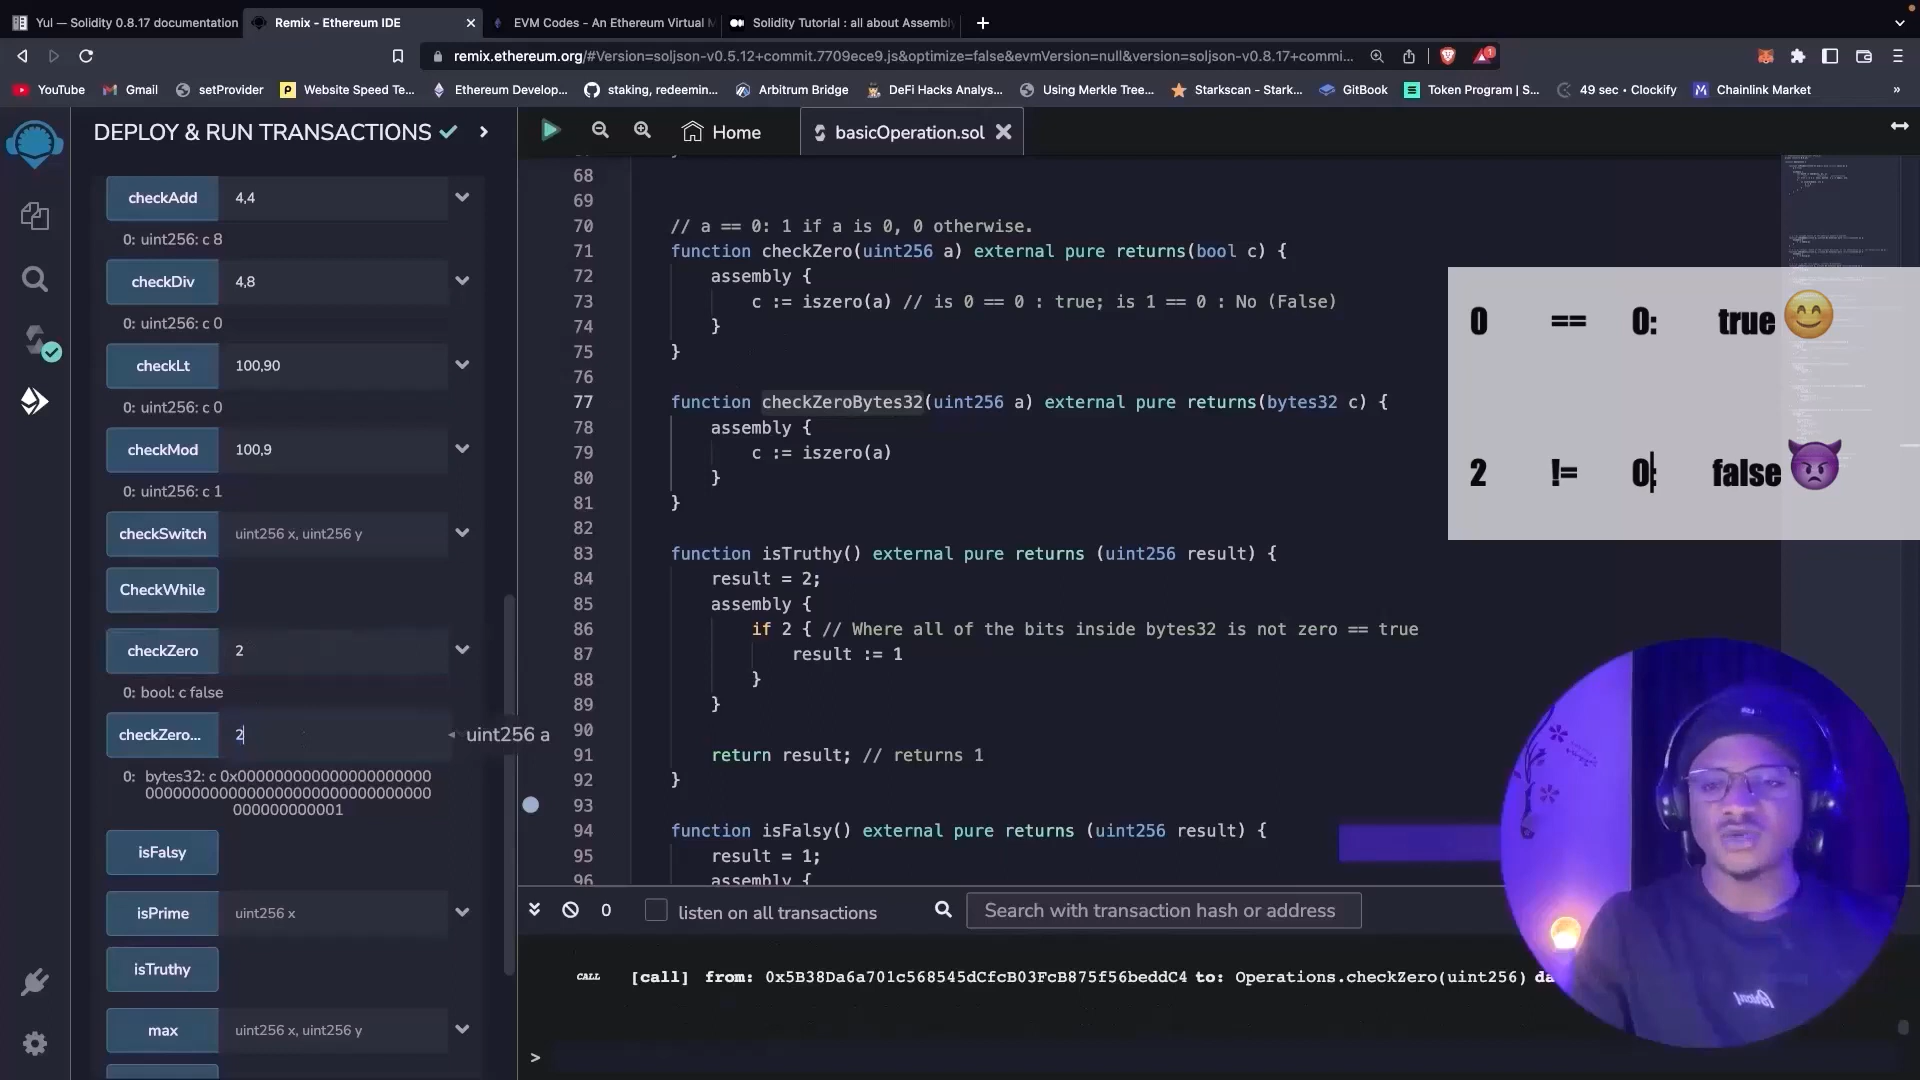 Yul — Solidity 0.8.17 documentation
Remix - Ethereum IDE
EVM Codes - An Ethereum Virtual M
Solidity Tutorial : all about Assembl
remix.ethereum.org/#Version=soljson-v0.5.12+commit.7709ece9.js&optimize=false&evmVersion=null&version=soljson-v0.8.17+commi...
1
YouTube
Gmail
setProvider
Website Speed Te...
Ethereum Develop...
staking, redeemin...
Arbitrum Bridge
DeFi Hacks Analys...
Using Merkle Tree...
Starkscan - Stark...
GitBook
Token Program | S...
49 sec • Clockify
Chainlink Market
»
DEPLOY & RUN TRANSACTIONS
checkAdd 4,4
0: uint256: c 8
checkDiv 4,8
0: uint256: c 0
checkLt 100,90
0: uint256: c 0
checkMod 100,9
0: uint256: c 1
checkSwitch uint256 x, uint256 y
CheckWhile
checkZero 2
0: bool: c false
checkZero... 2
uint256 a
0: bytes32: c 0x000000000000000000000
0000000000000000000000000000000
000000000001
isFalsy
isPrime uint256 x
isTruthy
max uint256 x, uint256 y
Home
basicOperation.sol
68
69
70 // a == 0: 1 if a is 0, 0 otherwise.
71 function checkZero(uint256 a) external pure returns(bool c) {
72 assembly {
73 c := iszero(a) // is 0 == 0 : true; is 1 == 0 : No (False)
74 }
75 }
76
77 function checkZeroBytes32(uint256 a) external pure returns(bytes32 c) {
78 assembly {
79 c := iszero(a)
80 }
81 }
82
83 function isTruthy() external pure returns (uint256 result) {
84 result = 2;
85 assembly {
86 if 2 { // Where all of the bits inside bytes32 is not zero == true
87 result := 1
88 }
89 }
90
91 return result; // returns 1
92 }
93
94 function isFalsy() external pure returns (uint256 result) {
95 result = 1;
96 assembly {
0 == 0: true
2 != 0: false
0
listen on all transactions
Search with transaction hash or address
CALL [call] from: 0x5B38Da6a701c568545dCfcB03FcB875f56beddC4 to: Operations.checkZero(uint256) da
>